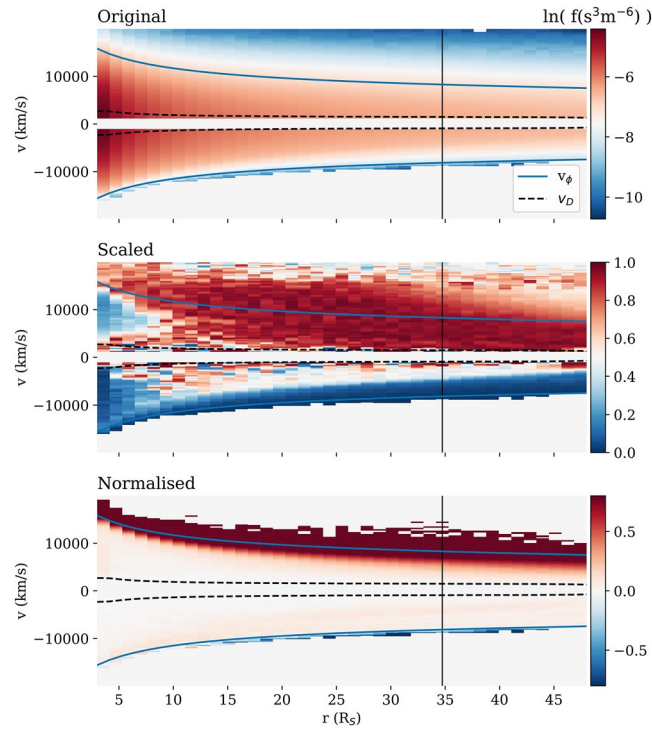 Original
ln( f(s³m⁻⁶) )
10000
0
−10000
v (km/s)
v_ϕ
v_D
−6
−8
−10
Scaled
10000
0
−10000
v (km/s)
1.0
0.8
0.6
0.4
0.2
0.0
Normalised
10000
0
−10000
v (km/s)
0.5
0.0
−0.5
5 10 15 20 25 30 35 40 45
r (R_S)